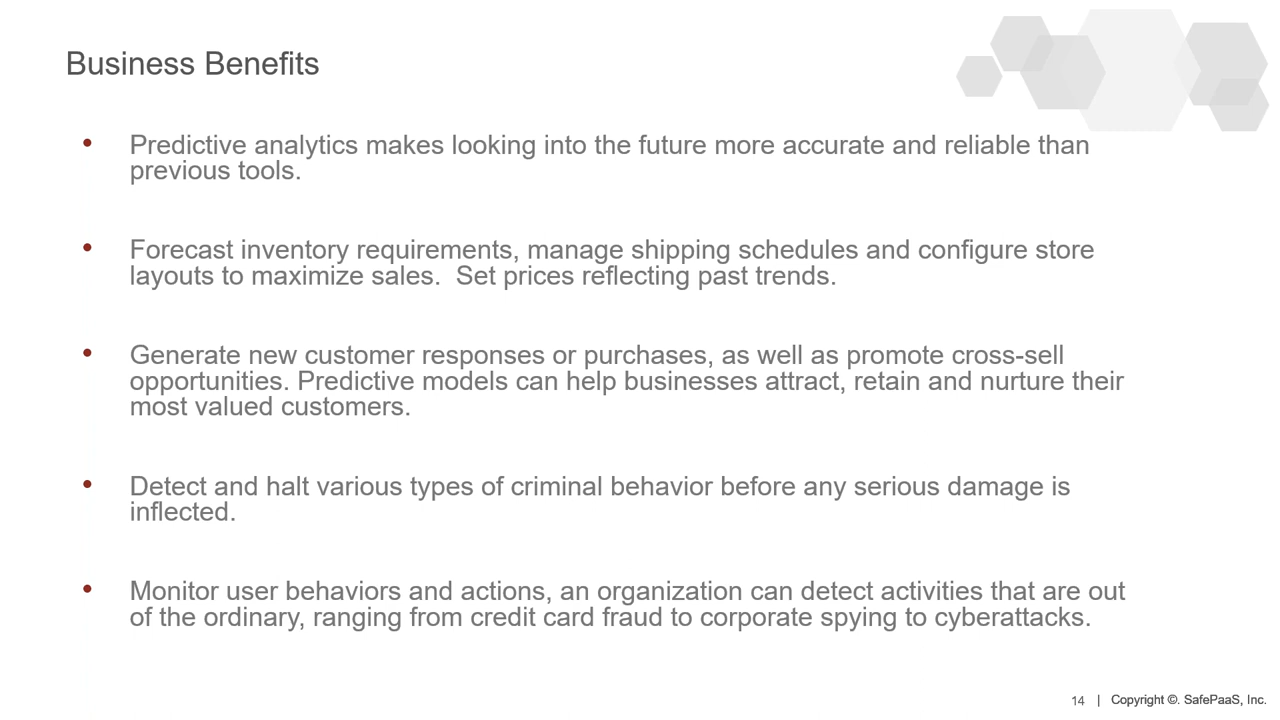 Business Benefits
• Predictive analytics makes looking into the future more accurate and reliable than
previous tools.
• Forecast inventory requirements, manage shipping schedules and configure store
layouts to maximize sales.  Set prices reflecting past trends.
• Generate new customer responses or purchases, as well as promote cross-sell
opportunities. Predictive models can help businesses attract, retain and nurture their
most valued customers.
• Detect and halt various types of criminal behavior before any serious damage is
inflected.
• Monitor user behaviors and actions, an organization can detect activities that are out
of the ordinary, ranging from credit card fraud to corporate spying to cyberattacks.
14 | Copyright ©. SafePaaS, Inc.